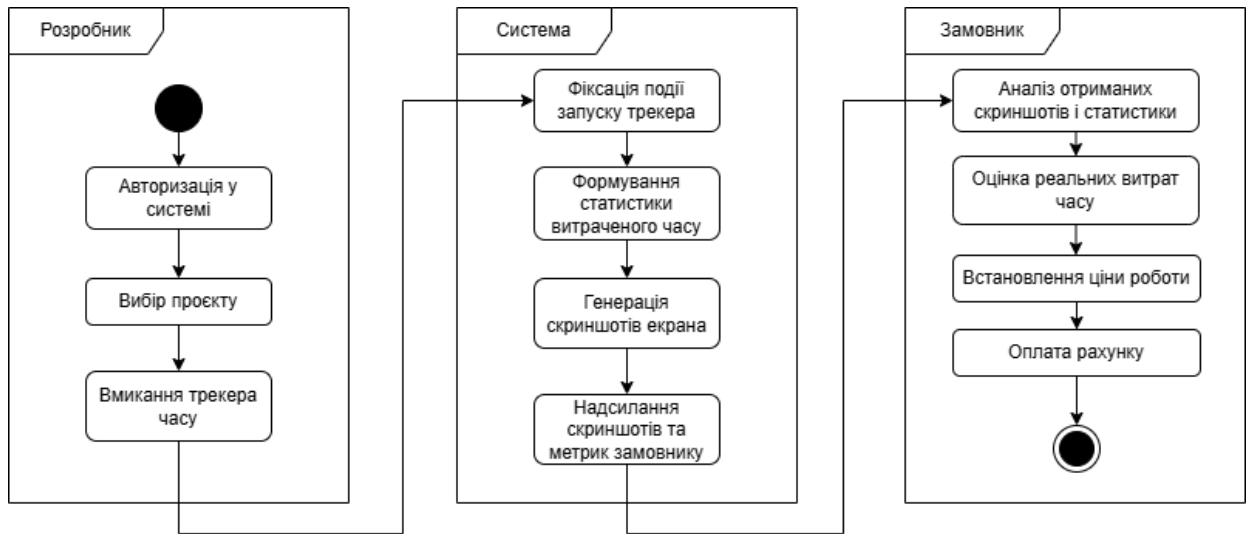 Розробник
Авторизація у
системі
Вибір проєкту
Вмикання трекера
часу
Система
Фіксація події
запуску трекера
Формування
статистики
витраченого часу
Генерація
скриншотів екрана
Надсилання
скриншотів та
метрик замовнику
Замовник
Аналіз отриманих
скриншотів і статистики
Оцінка реальних витрат
часу
Встановлення ціни роботи
Оплата рахунку